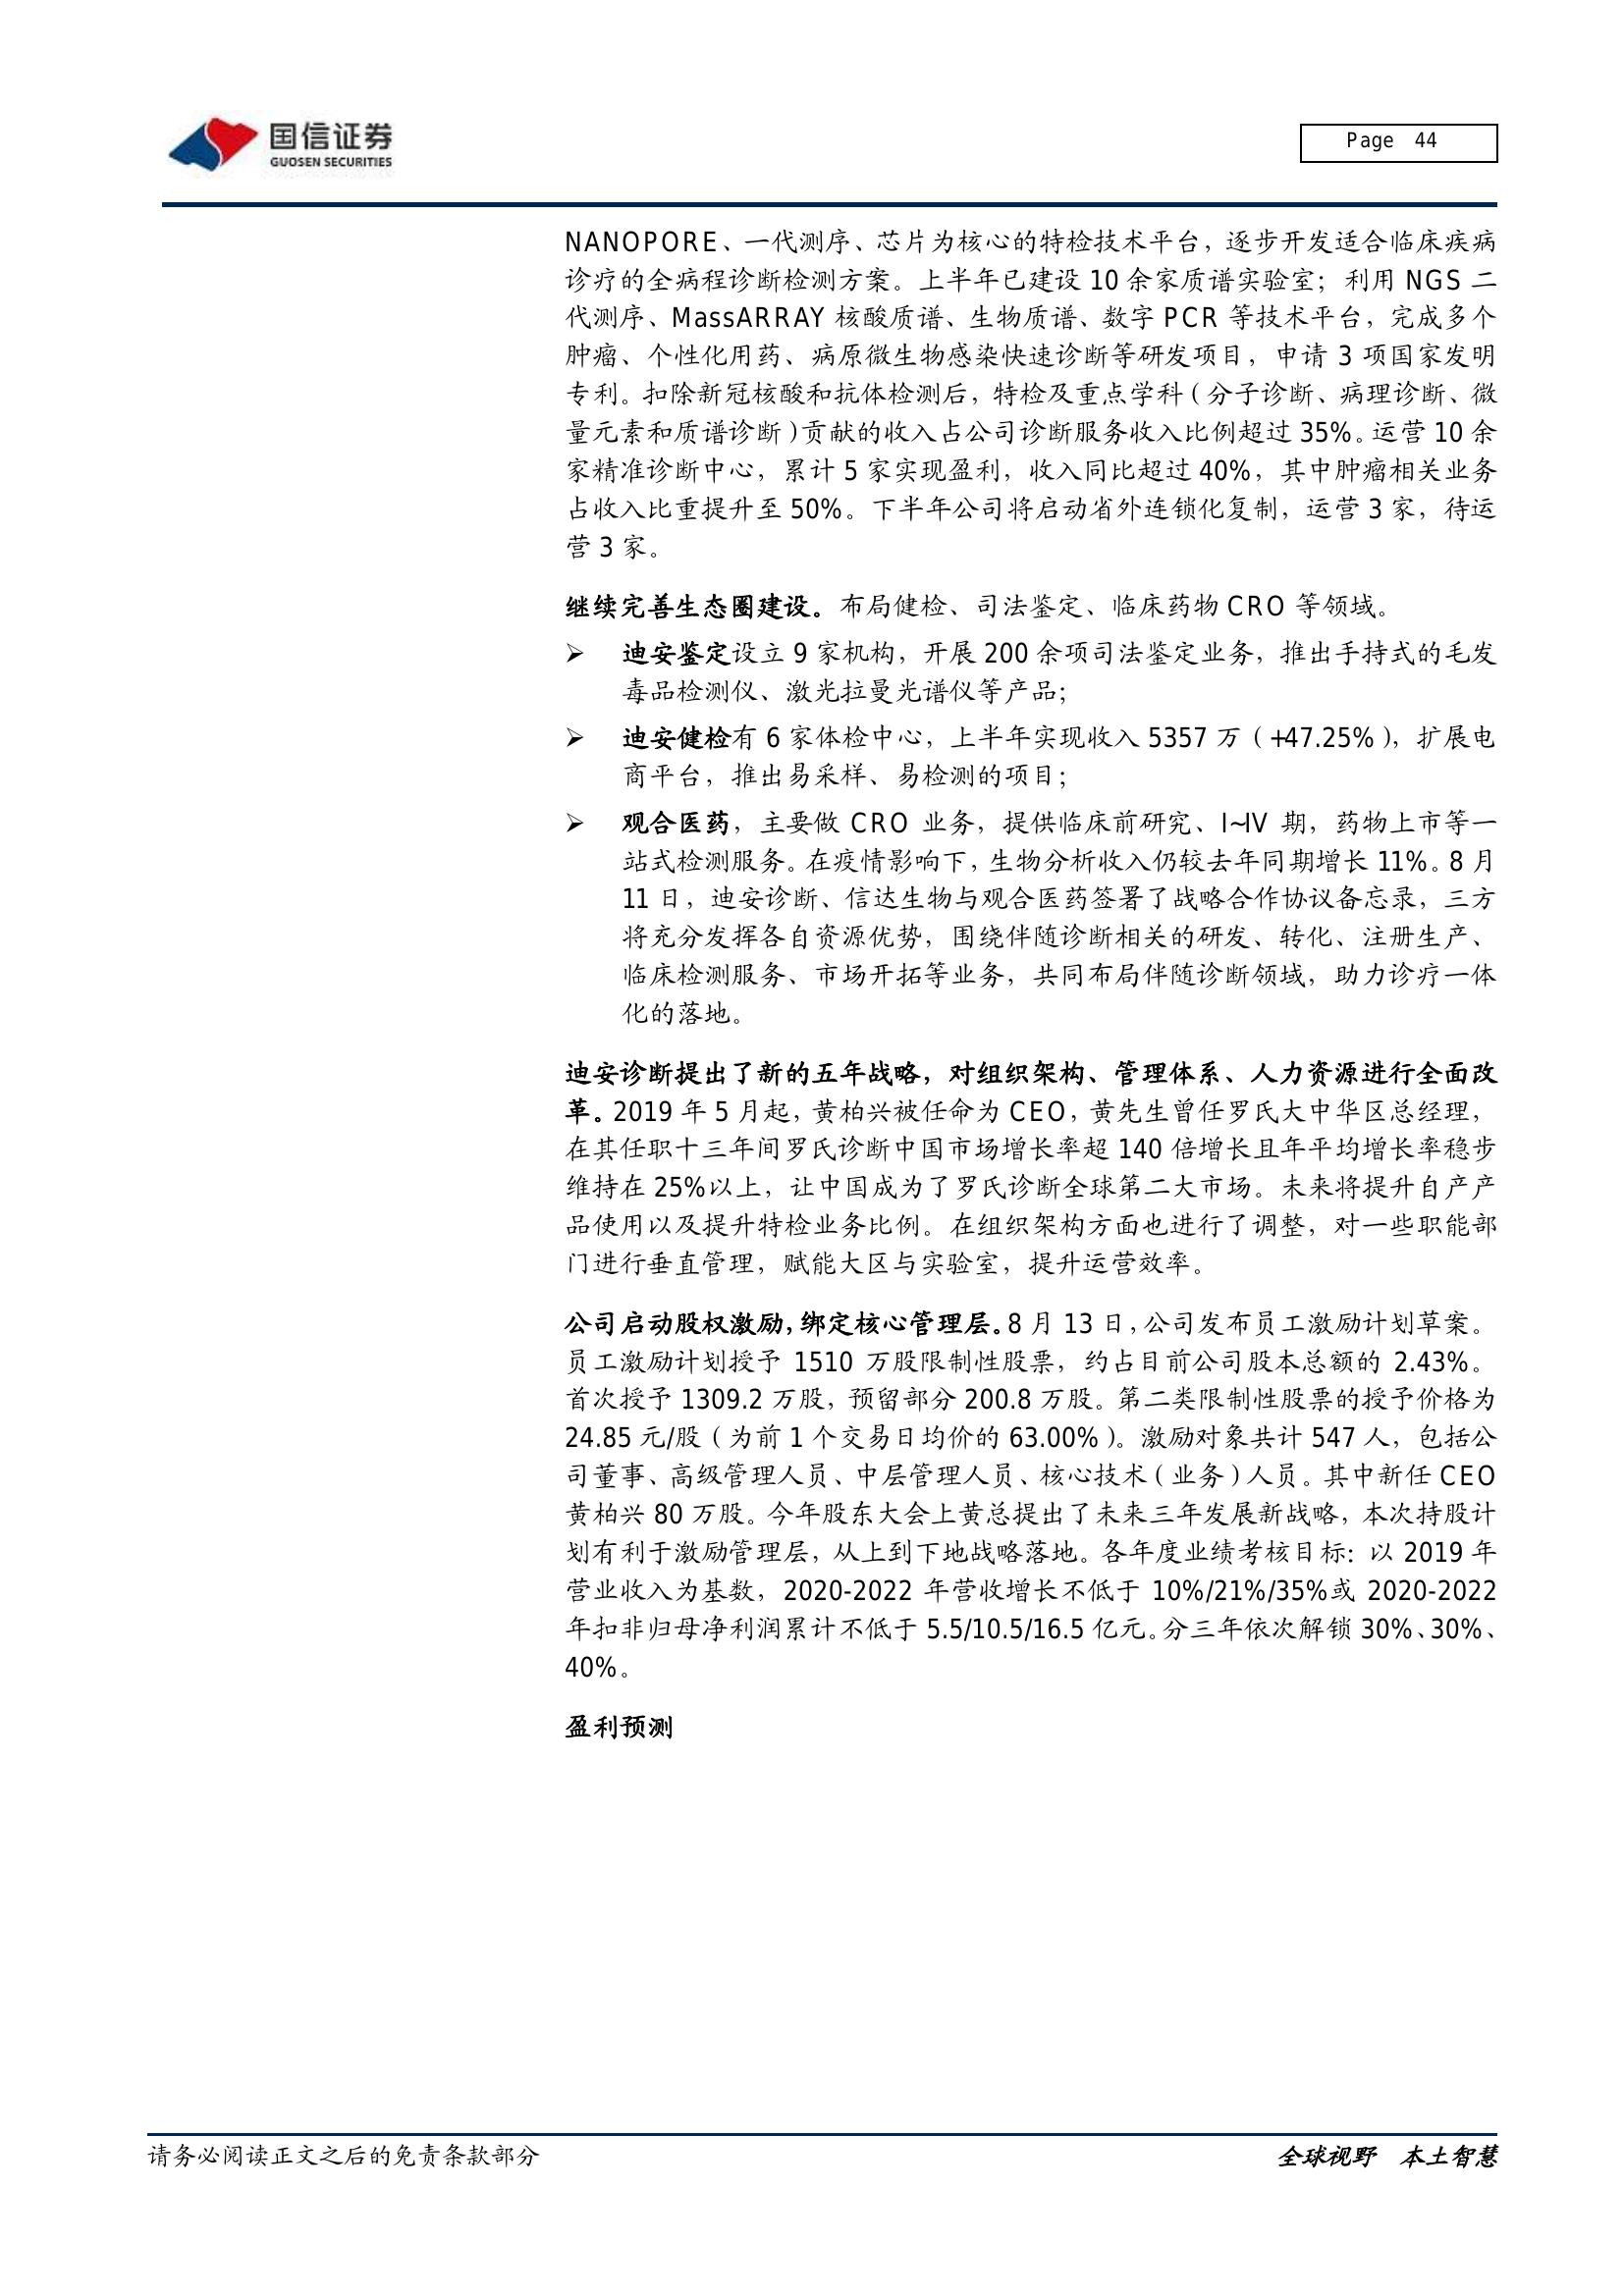 国信证券
GUOSEN SECURITIES
Page 44
NANOPORE、一代测序、芯片为核心的特检技术平台，逐步开发适合临床疾病
诊疗的全病程诊断检测方案。上半年已建设 10 余家质谱实验室；利用 NGS 二
代测序、MassARRAY 核酸质谱、生物质谱、数字 PCR 等技术平台，完成多个
肿瘤、个性化用药、病原微生物感染快速诊断等研发项目，申请 3 项国家发明
专利。扣除新冠核酸和抗体检测后，特检及重点学科（分子诊断、病理诊断、微
量元素和质谱诊断）贡献的收入占公司诊断服务收入比例超过 35%。运营 10 余
家精准诊断中心，累计 5 家实现盈利，收入同比超过 40%，其中肿瘤相关业务
占收入比重提升至 50%。下半年公司将启动省外连锁化复制，运营 3 家，待运
营 3 家。
继续完善生态圈建设。布局健检、司法鉴定、临床药物 CRO 等领域。
➢ 迪安鉴定设立 9 家机构，开展 200 余项司法鉴定业务，推出手持式的毛发
毒品检测仪、激光拉曼光谱仪等产品；
➢ 迪安健检有 6 家体检中心，上半年实现收入 5357 万（+47.25%），扩展电
商平台，推出易采样、易检测的项目；
➢ 观合医药，主要做 CRO 业务，提供临床前研究、I~IV 期，药物上市等一
站式检测服务。在疫情影响下，生物分析收入仍较去年同期增长 11%。8 月
11 日，迪安诊断、信达生物与观合医药签署了战略合作协议备忘录，三方
将充分发挥各自资源优势，围绕伴随诊断相关的研发、转化、注册生产、
临床检测服务、市场开拓等业务，共同布局伴随诊断领域，助力诊疗一体
化的落地。
迪安诊断提出了新的五年战略，对组织架构、管理体系、人力资源进行全面改
革。2019 年 5 月起，黄柏兴被任命为 CEO，黄先生曾任罗氏大中华区总经理，
在其任职十三年间罗氏诊断中国市场增长率超 140 倍增长且年平均增长率稳步
维持在 25%以上，让中国成为了罗氏诊断全球第二大市场。未来将提升自产产
品使用以及提升特检业务比例。在组织架构方面也进行了调整，对一些职能部
门进行垂直管理，赋能大区与实验室，提升运营效率。
公司启动股权激励，绑定核心管理层。8 月 13 日，公司发布员工激励计划草案。
员工激励计划授予 1510 万股限制性股票，约占目前公司股本总额的 2.43%。
首次授予 1309.2 万股，预留部分 200.8 万股。第二类限制性股票的授予价格为
24.85 元/股（为前 1 个交易日均价的 63.00%）。激励对象共计 547 人，包括公
司董事、高级管理人员、中层管理人员、核心技术（业务）人员。其中新任 CEO
黄柏兴 80 万股。今年股东大会上黄总提出了未来三年发展新战略，本次持股计
划有利于激励管理层，从上到下地战略落地。各年度业绩考核目标：以 2019 年
营业收入为基数，2020-2022 年营收增长不低于 10%/21%/35%或 2020-2022
年扣非归母净利润累计不低于 5.5/10.5/16.5 亿元。分三年依次解锁 30%、30%、
40%。
盈利预测
请务必阅读正文之后的免责条款部分
全球视野 本土智慧